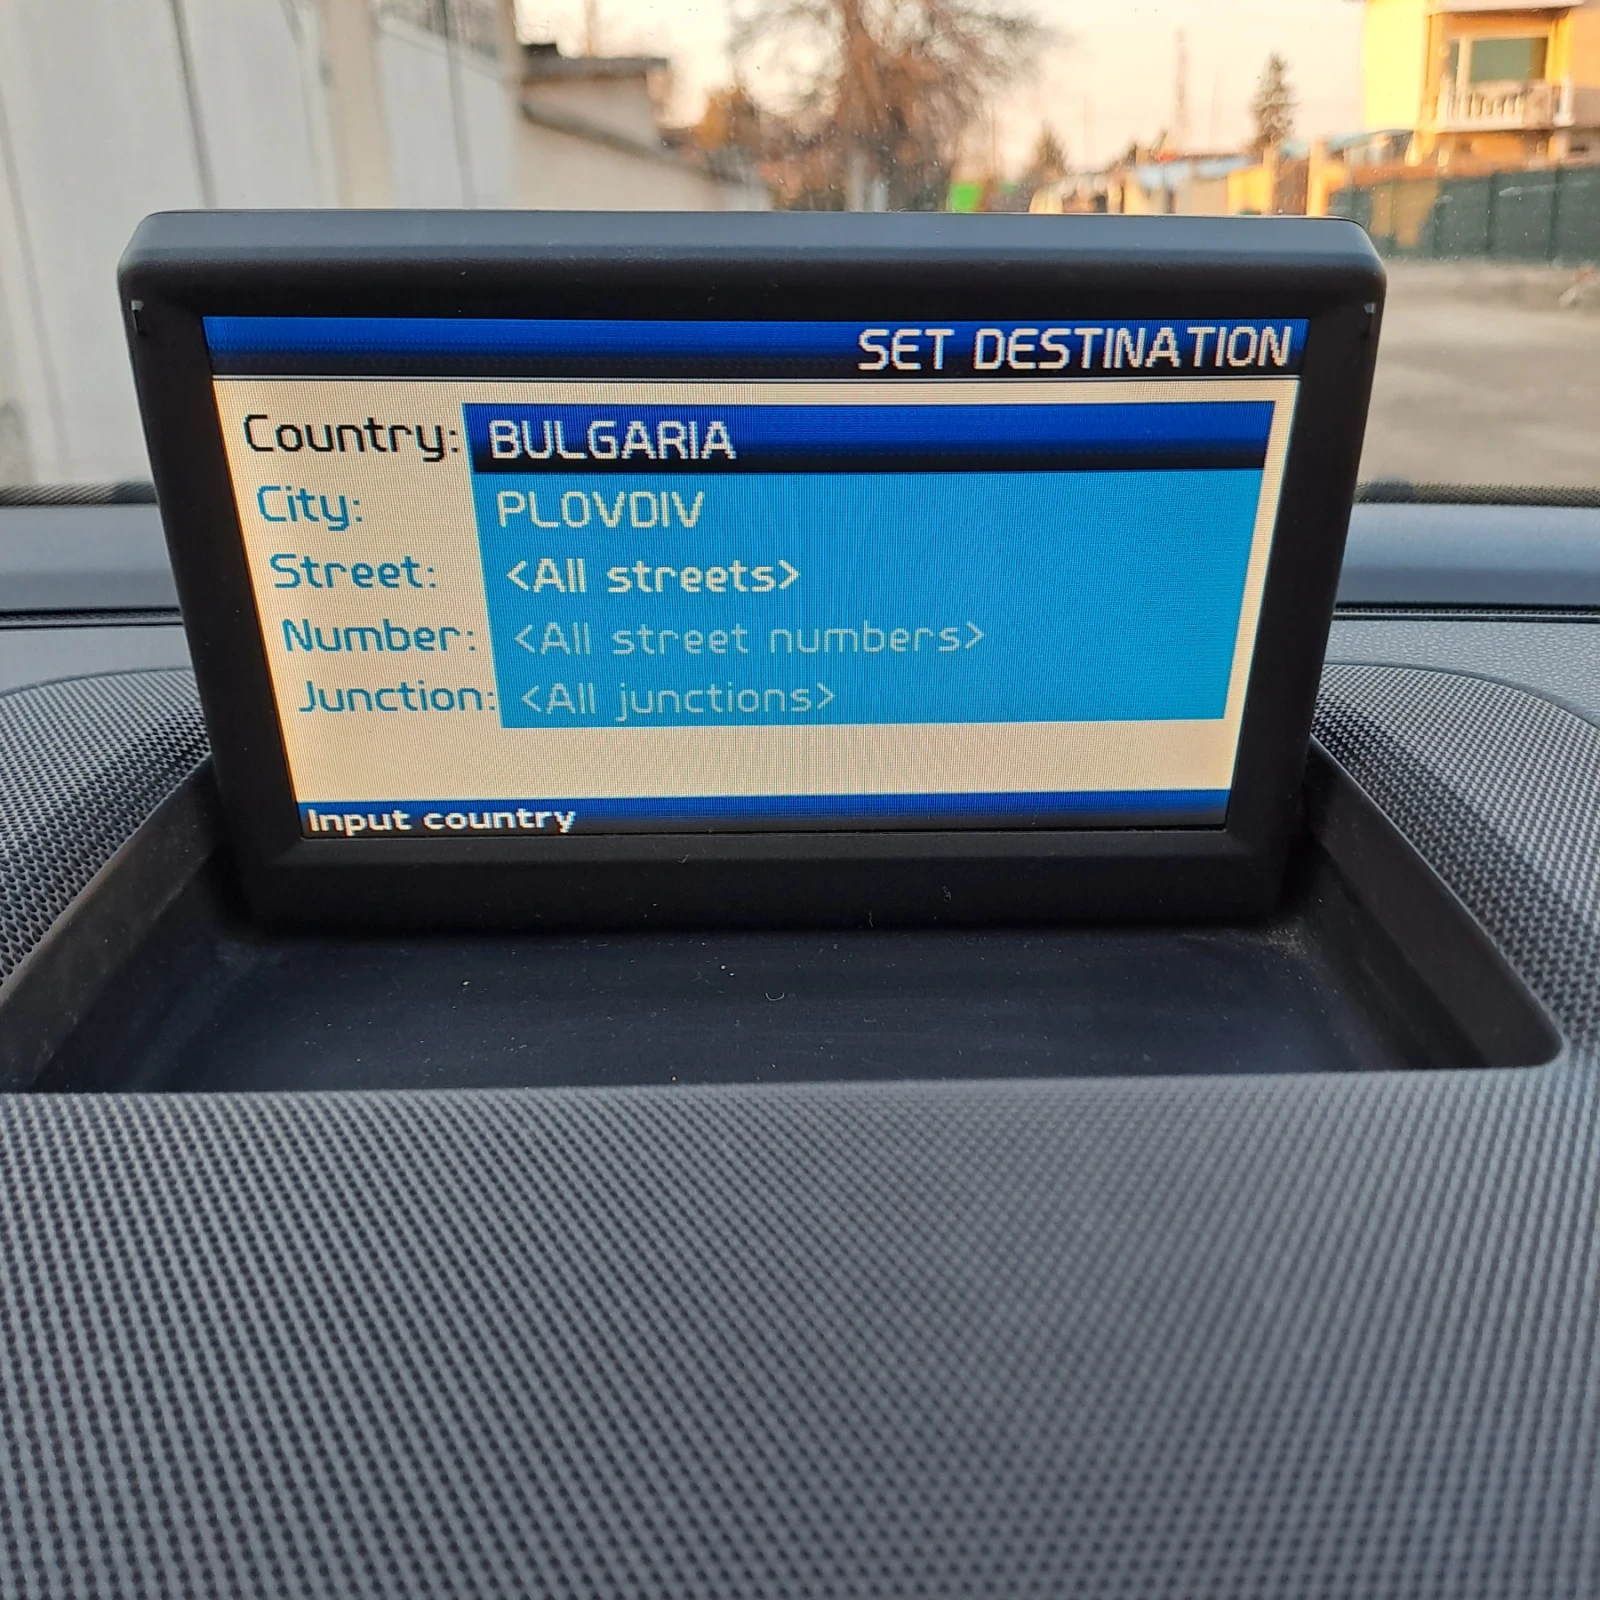 SET DESTINATION
Country: BULGARIA
City: PLOVDIV
Street: <All streets>
Number: <All street numbers>
Junction: <All junctions>
Input country